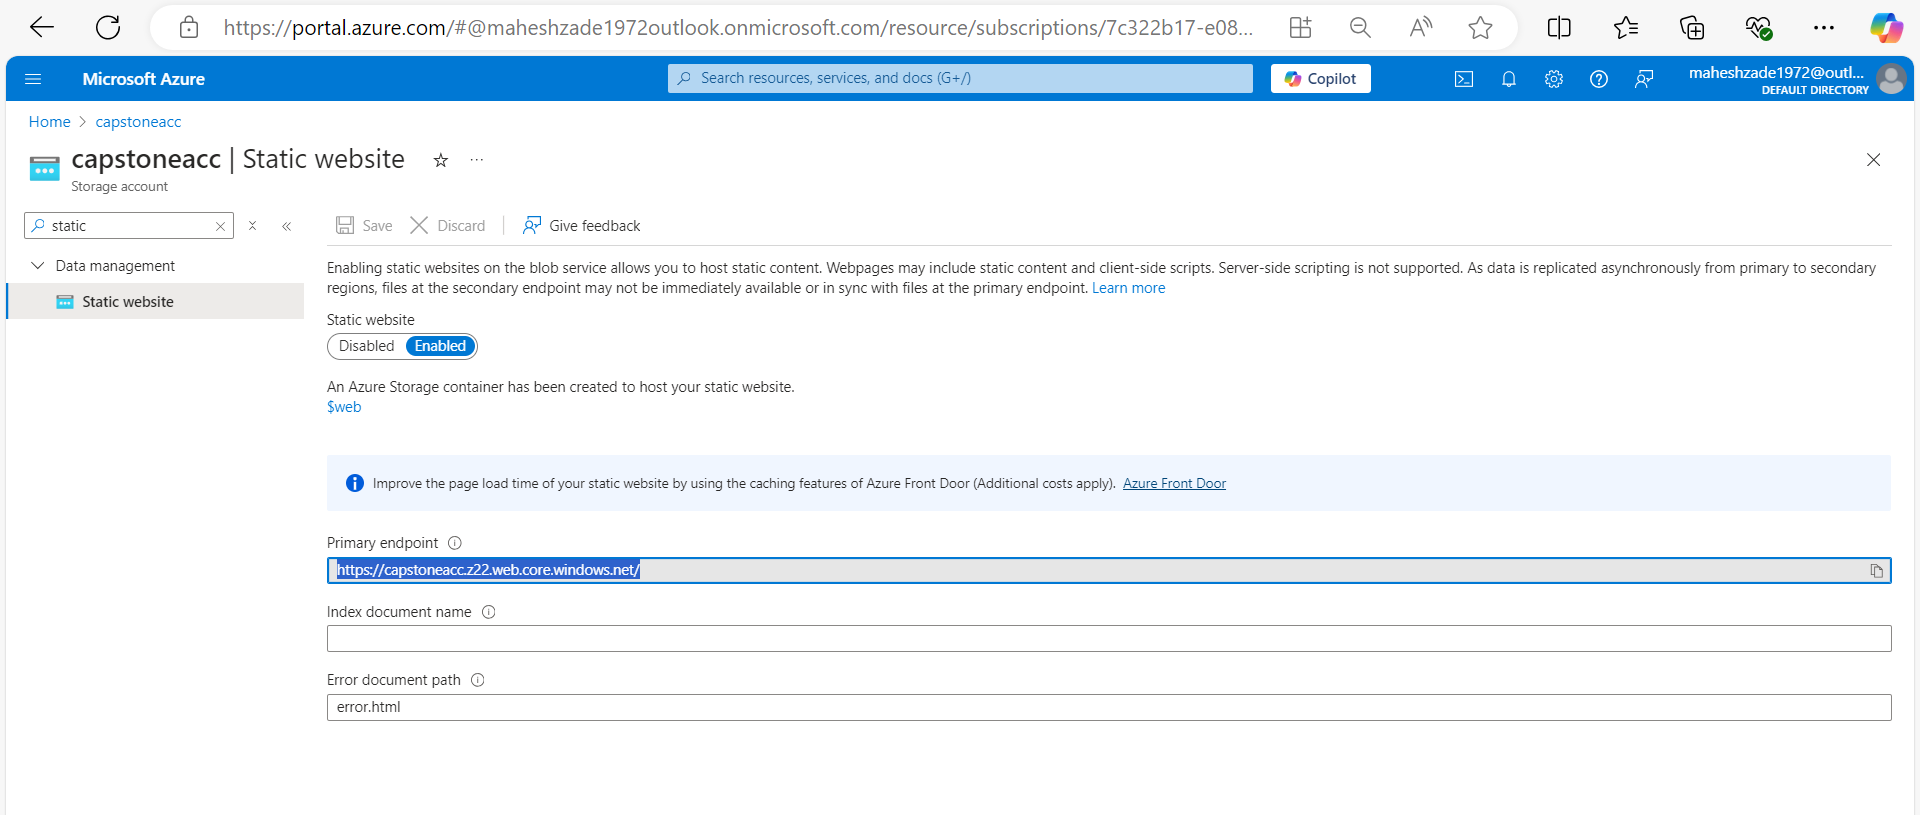 https://portal.azure.com/#@maheshzade1972outlook.onmicrosoft.com/resource/subscriptions/7c322b17-e08...
Microsoft Azure
Search resources, services, and docs (G+/)
Copilot
maheshzade1972@outl...
DEFAULT DIRECTORY
Home > capstoneacc
capstoneacc | Static website
Storage account
static
Save
Discard
Give feedback
Data management
Static website
Enabling static websites on the blob service allows you to host static content. Webpages may include static content and client-side scripts. Server-side scripting is not supported. As data is replicated asynchronously from primary to secondary
regions, files at the secondary endpoint may not be immediately available or in sync with files at the primary endpoint. Learn more
Static website
Disabled Enabled
An Azure Storage container has been created to host your static website.
$web
Improve the page load time of your static website by using the caching features of Azure Front Door (Additional costs apply). Azure Front Door
Primary endpoint
https://capstoneacc.z22.web.core.windows.net/
Index document name
Error document path
error.html